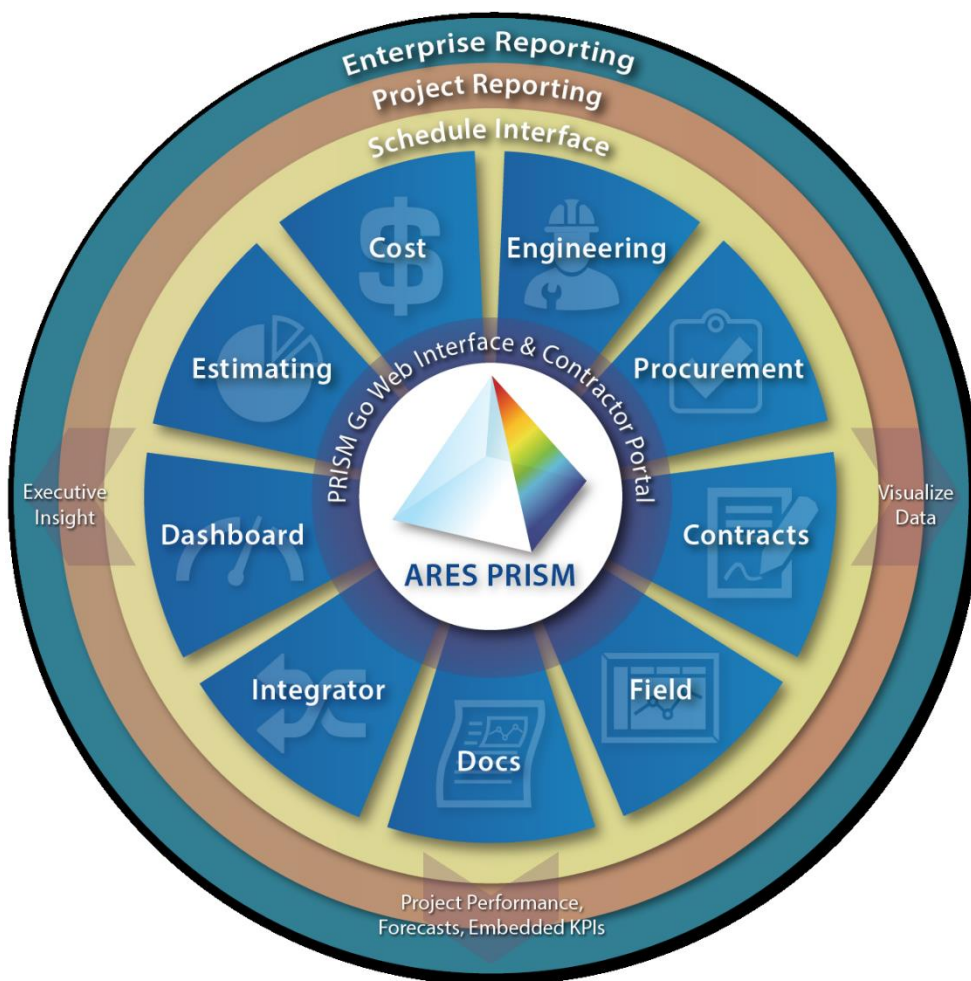 Enterprise Reporting
Project Reporting
Schedule Interface
Cost
Engineering
Estimating
Procurement
PRISM Go Web Interface & Contractor Portal
Executive
Insight
Visualize
Data
Dashboard
Contracts
ARES PRISM
Integrator
Field
Docs
Project Performance,
Forecasts, Embedded KPIs